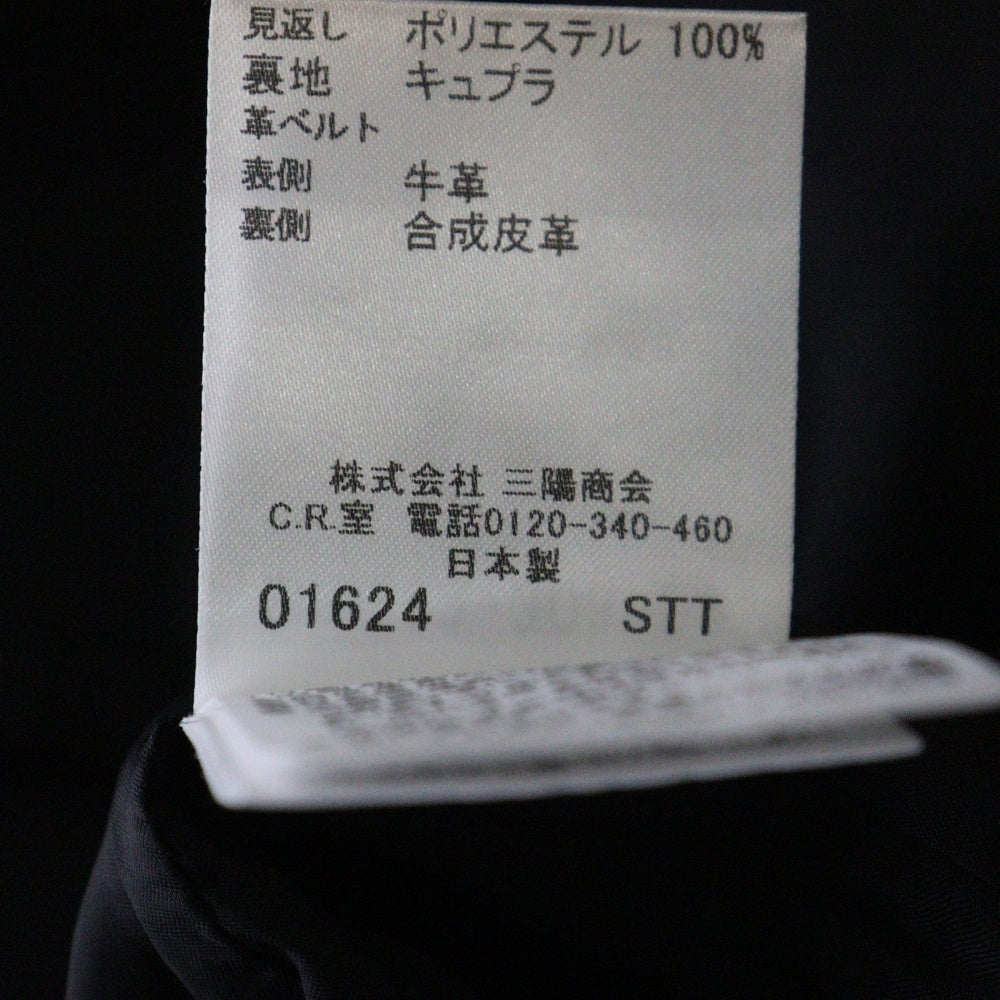 見返し ポリエステル 100%
裏地 キュプラ
革ベルト
表側 牛革
裏側 合成皮革
株式会社 三陽商会
C.R.室 電話0120-340-460
日本製
01624 STT